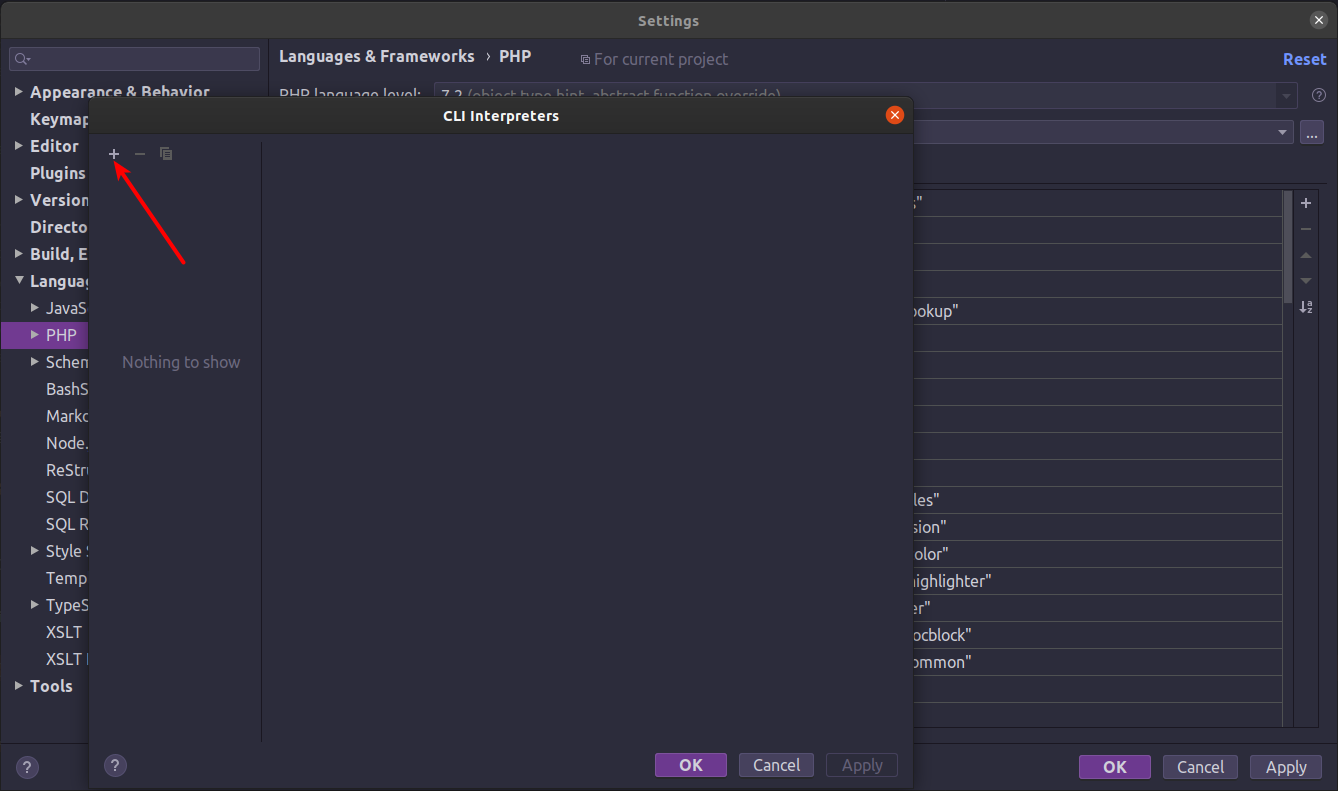 Settings
Languages & Frameworks › PHP
For current project
Reset
Appearance & Behavior
PHP language level:
7.2 (object type hint, abstract function override)
CLI Interpreters
Keymap
Editor
...
Plugins
Version
Directo
s"
Build, E
Languag
JavaS
ookup"
PHP
Nothing to show
Schem
BashS
Markd
Node.
ReStru
SQL D
les"
SQL R
sion"
Style S
olor"
Temp
highlighter"
TypeS
er"
XSLT
ocblock"
XSLT
ommon"
Tools
?
?
OK
Cancel
Apply
OK
Cancel
Apply